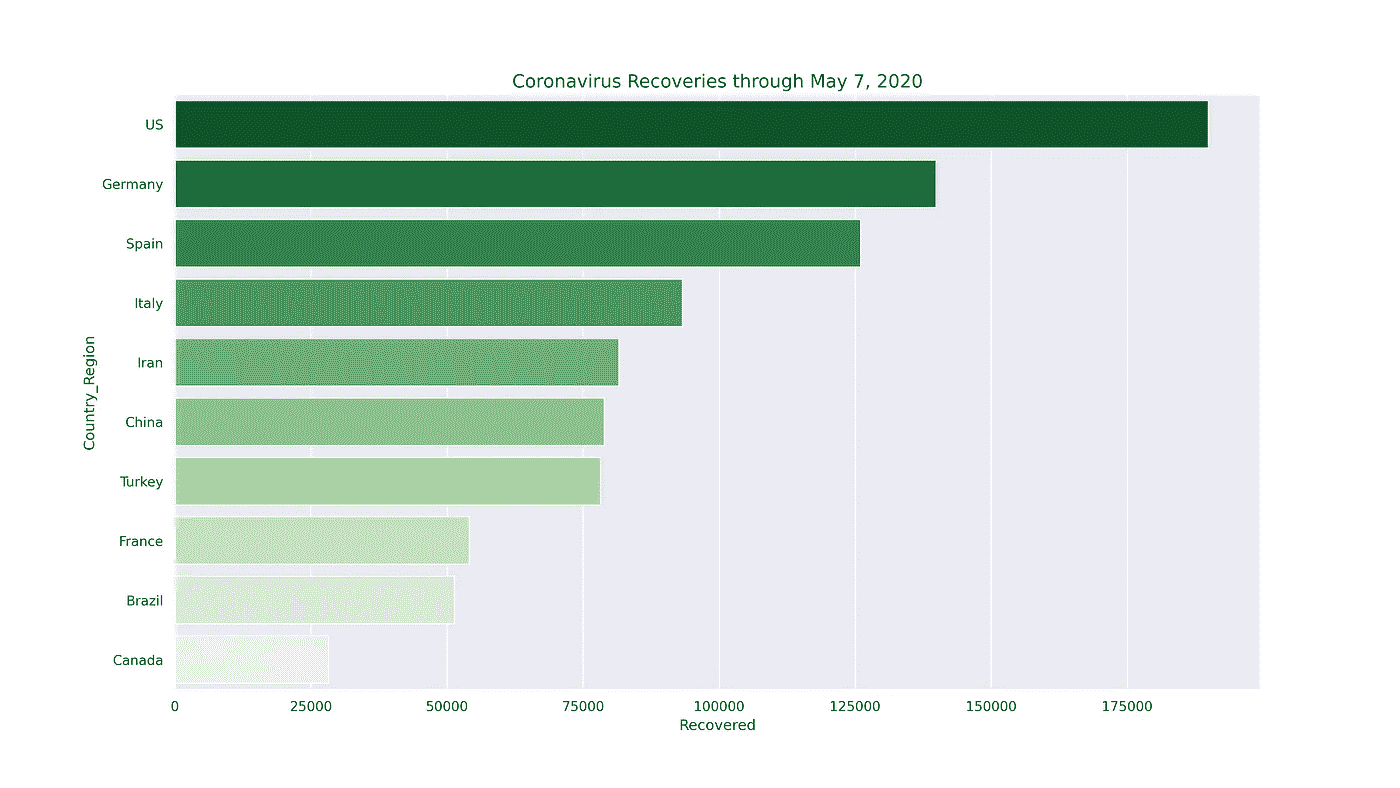 Coronavirus Recoveries through May 7, 2020
US
Germany
Spain
Italy
Iran
China
Turkey
France
Brazil
Canada
Country_Region
0 25000 50000 75000 100000 125000 150000 175000
Recovered